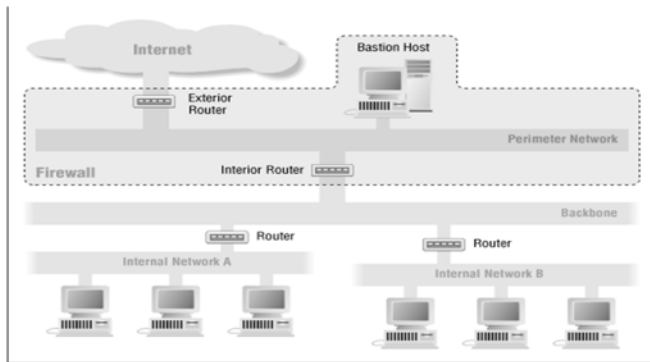 Internet
Bastion Host
Exterior
Router
Perimeter Network
Interior Router
Firewall
Backbone
Router
Router
Internal Network A
Internal Network B